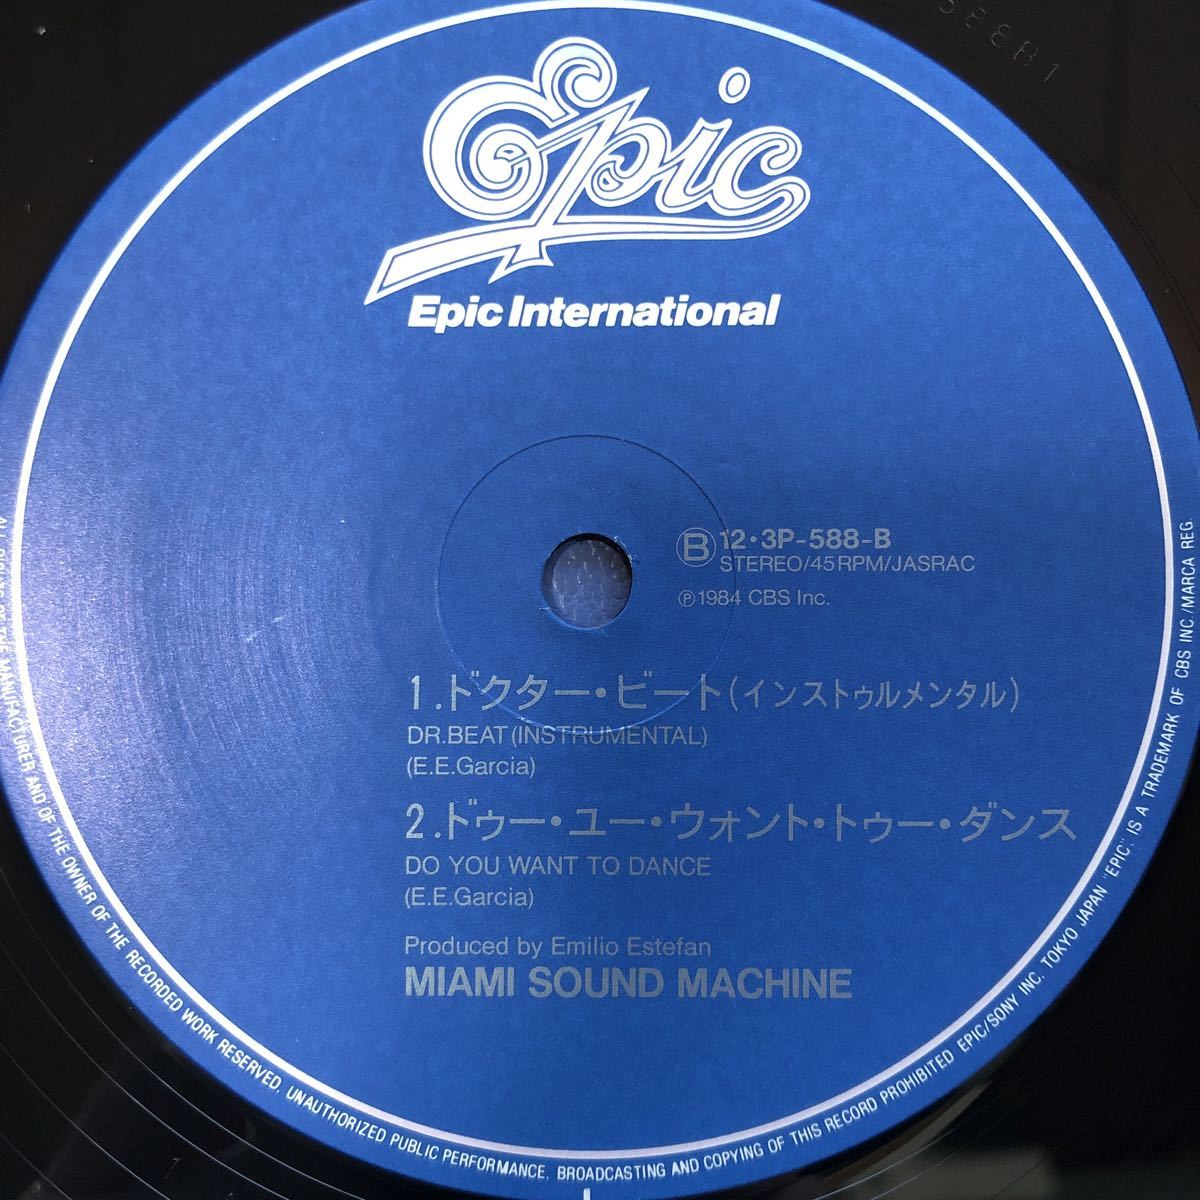 588B1
Epic
Epic International
B 12・3P-588-B
STEREO/45RPM/JASRAC
Ⓟ1984 CBS Inc.
1.ドクター・ビート(インストゥルメンタル)
DR.BEAT(INSTRUMENTAL)
(E.E.Garcia)
2.ドゥー・ユー・ウォント・トゥー・ダンス
DO YOU WANT TO DANCE
(E.E.Garcia)
Produced by Emilio Estefan
MIAMI SOUND MACHINE
ALL RIGHTS OF THE MANUFACTURER AND OF THE OWNER OF THE RECORDED WORK RESERVED. UNAUTHORIZED PUBLIC PERFORMANCE, BROADCASTING AND COPYING OF THIS RECORD PROHIBITED EPIC/SONY INC. TOKYO JAPAN "EPIC", IS A TRADEMARK OF CBS INC./MARCA REG